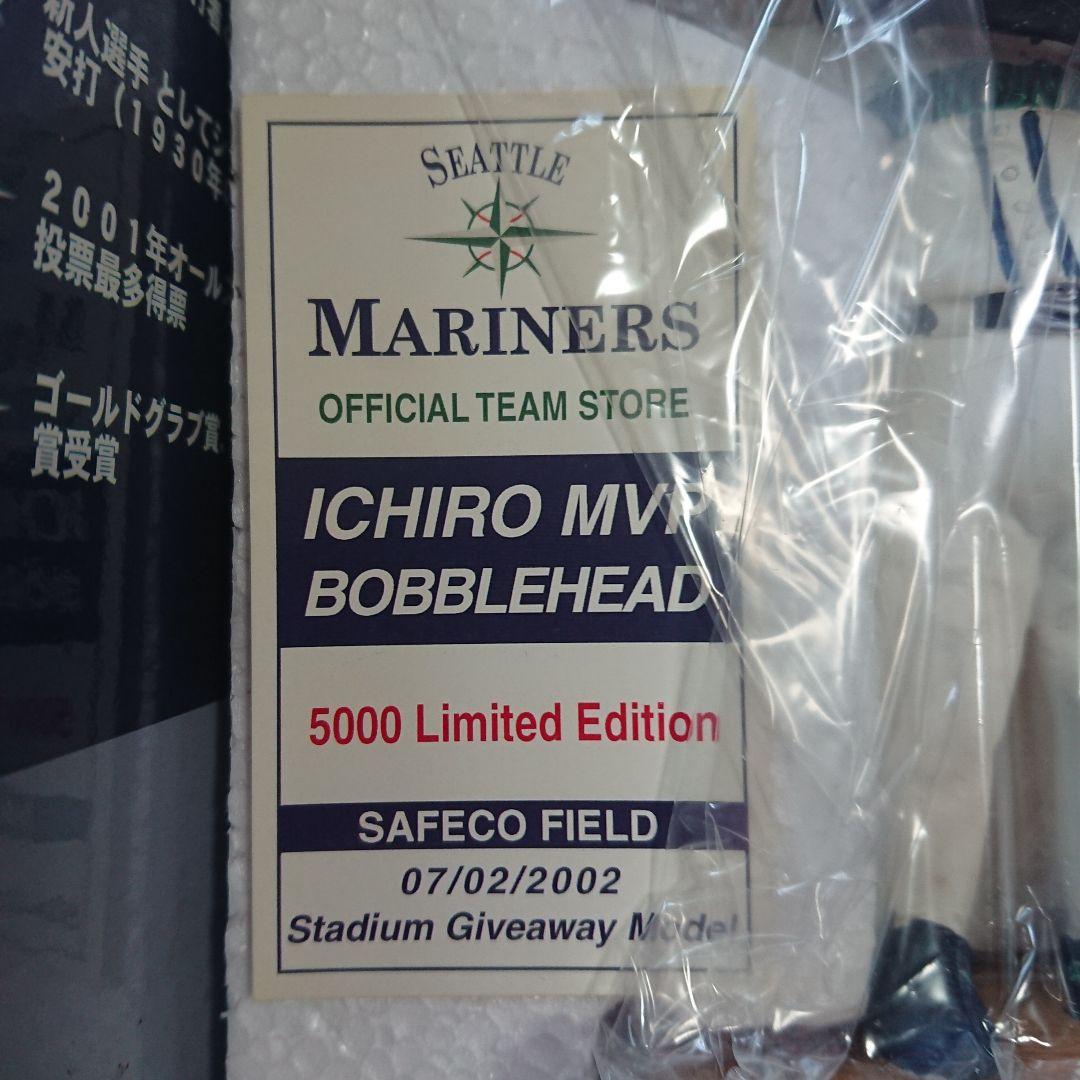 新人選手 としてシ
安打 (1930年
2001年オール
投票最多得票
ゴールドグラブ賞
賞受賞
SEATTLE
MARINERS
OFFICIAL TEAM STORE
ICHIRO MVP
BOBBLEHEAD
5000 Limited Edition
SAFECO FIELD
07/02/2002
Stadium Giveaway Model